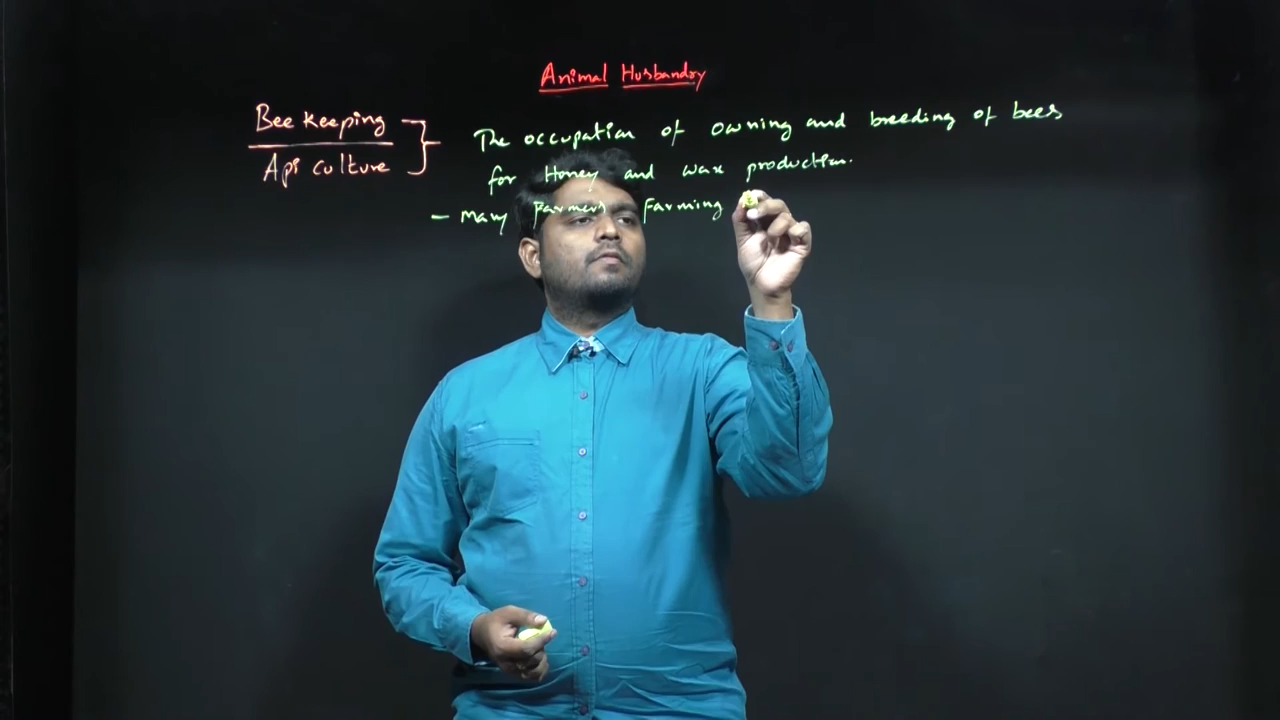 Animal Husbandry
Bee keeping
Api culture
The occupation of owning and breeding of bees
for Honey and wax production.
- Many Farmers Farming